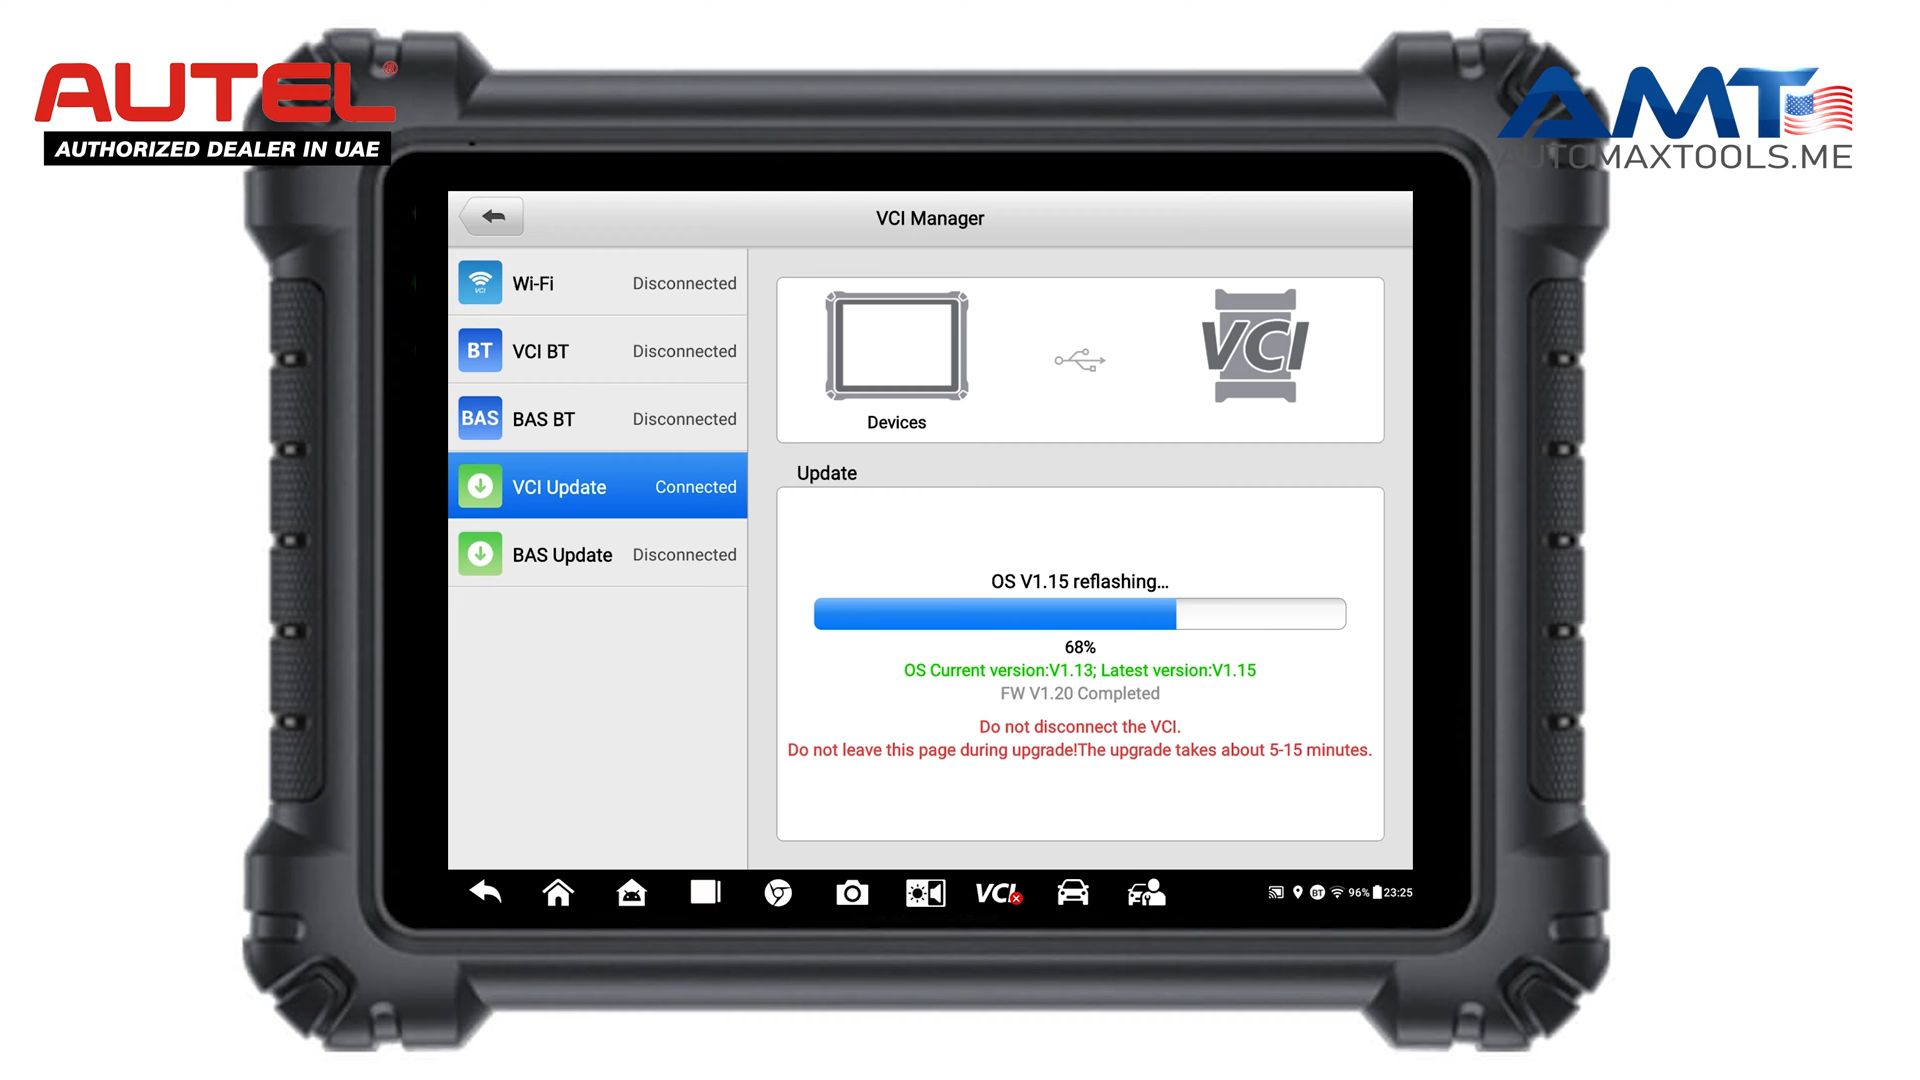 AUTEL®
AUTHORIZED DEALER IN UAE
AMT
AUTOMAXTOOLS.ME
VCI Manager
VCI
Wi-Fi Disconnected
BT VCI BT Disconnected
BAS BAS BT Disconnected
VCI Update Connected
BAS Update Disconnected
VCI
Devices
Update
OS V1.15 reflashing...
68%
OS Current version:V1.13; Latest version:V1.15
FW V1.20 Completed
Do not disconnect the VCI.
Do not leave this page during upgrade!The upgrade takes about 5-15 minutes.
VCI
BT 96% 23:25